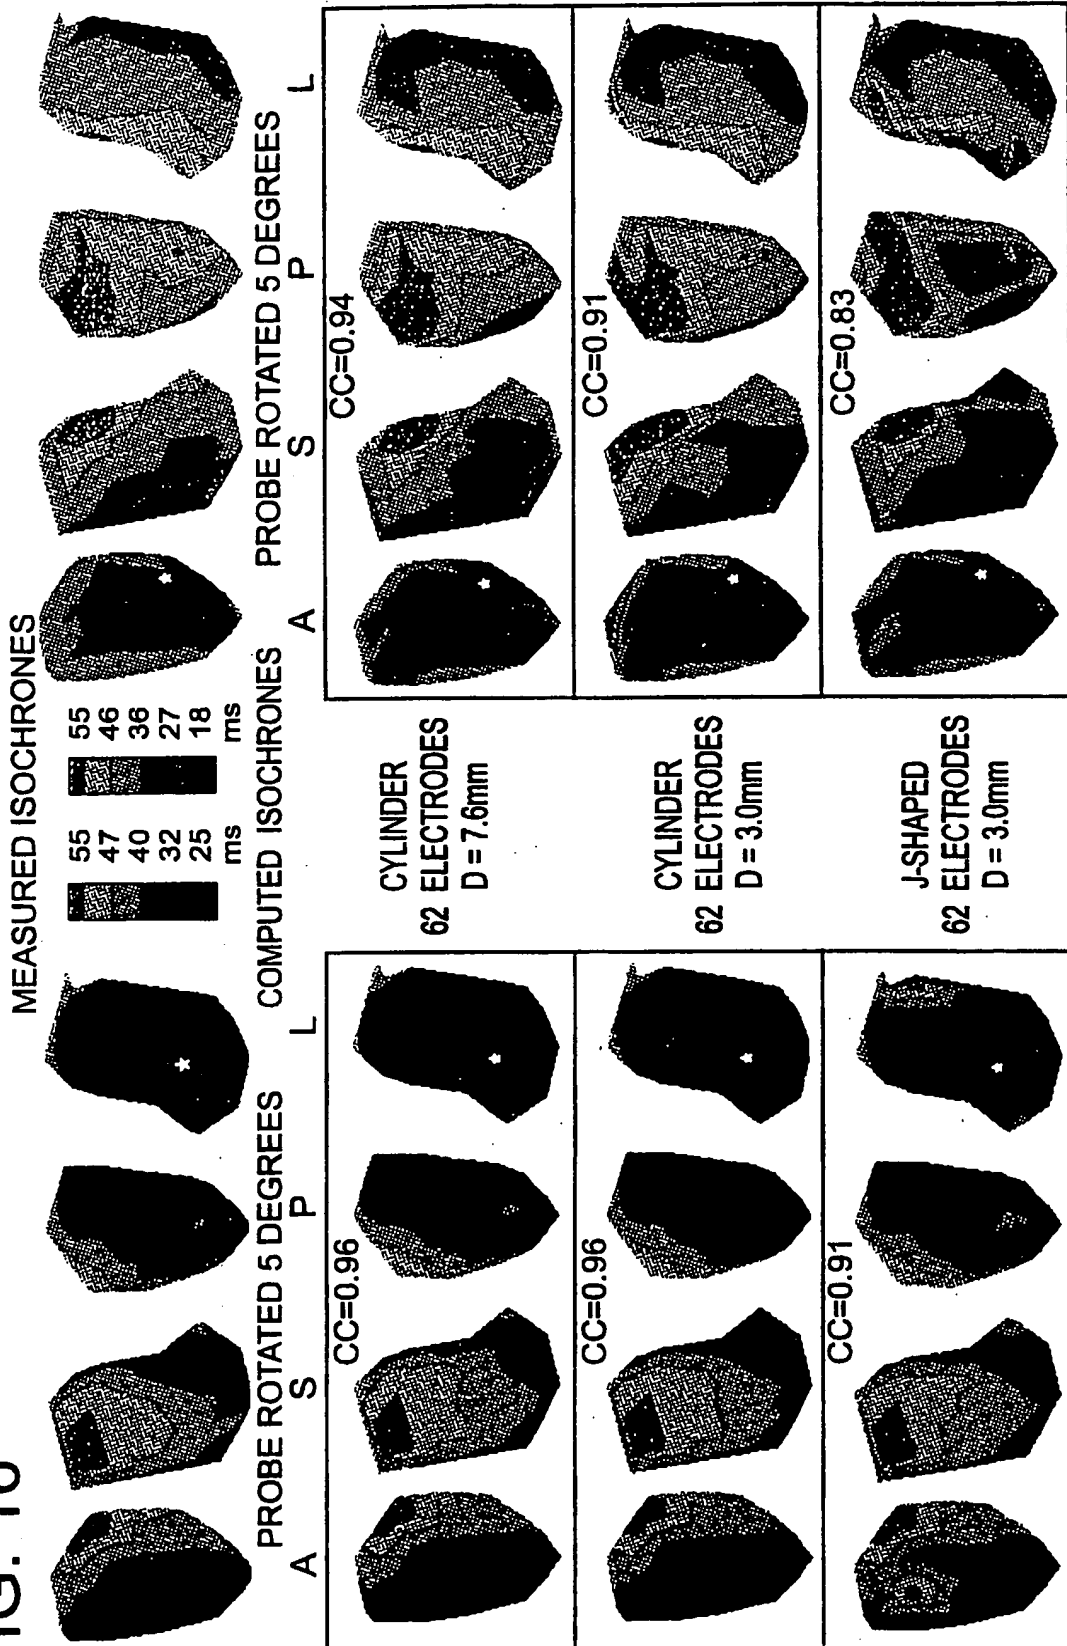 MEASURED ISOCHRONES
55 47 40 32 25 ms
55 46 36 27 18 ms
COMPUTED ISOCHRONES
PROBE ROTATED 5 DEGREES
PROBE ROTATED 5 DEGREES
A S P L
A S P L
CC=0.96
CYLINDER
62 ELECTRODES
D = 7.6mm
CC=0.94
CC=0.96
CYLINDER
62 ELECTRODES
D = 3.0mm
CC=0.91
CC=0.91
J-SHAPED
62 ELECTRODES
D = 3.0mm
CC=0.83